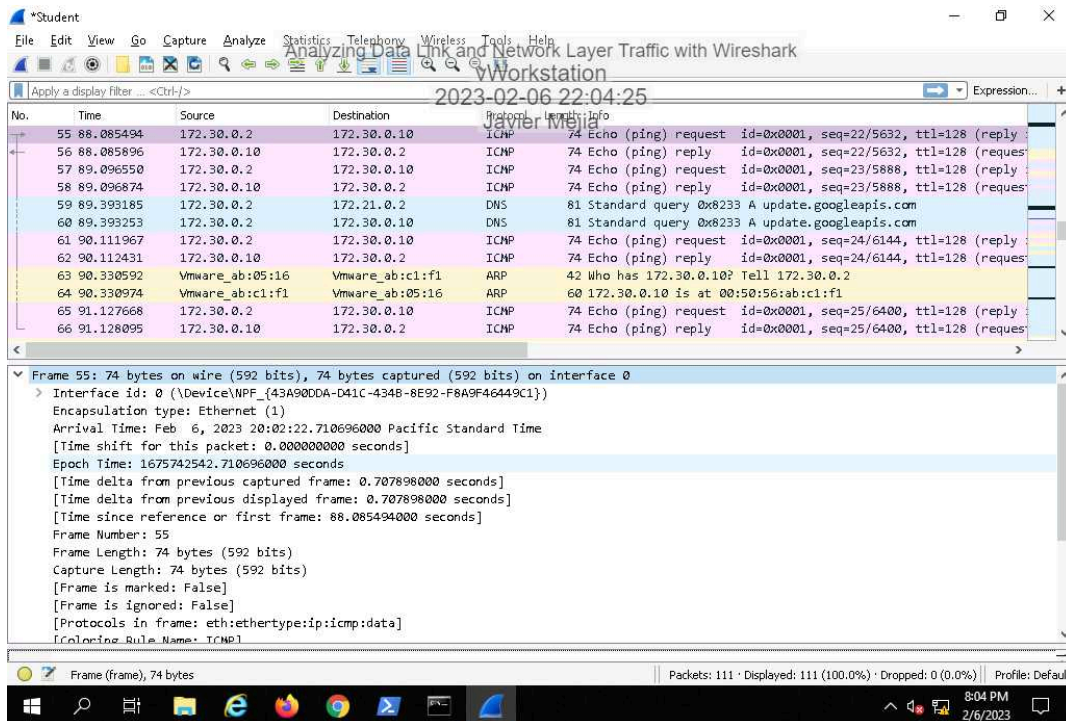 *Student
File Edit View Go Capture Analyze Statistics Telephony Wireless Tools Help
Analyzing Data Link and Network Layer Traffic with Wireshark
vWorkstation
2023-02-06 22:04:25
Javier Mejia
Apply a display filter ... <Ctrl-/> Expression... +
No. Time Source Destination Protocol Length Info
55 88.085494 172.30.0.2 172.30.0.10 ICMP 74 Echo (ping) request id=0x0001, seq=22/5632, ttl=128 (reply
56 88.085896 172.30.0.10 172.30.0.2 ICMP 74 Echo (ping) reply id=0x0001, seq=22/5632, ttl=128 (reques
57 89.096550 172.30.0.2 172.30.0.10 ICMP 74 Echo (ping) request id=0x0001, seq=23/5888, ttl=128 (reply
58 89.096874 172.30.0.10 172.30.0.2 ICMP 74 Echo (ping) reply id=0x0001, seq=23/5888, ttl=128 (reques
59 89.393185 172.30.0.2 172.21.0.2 DNS 81 Standard query 0x8233 A update.googleapis.com
60 89.393253 172.30.0.2 172.30.0.10 DNS 81 Standard query 0x8233 A update.googleapis.com
61 90.111967 172.30.0.2 172.30.0.10 ICMP 74 Echo (ping) request id=0x0001, seq=24/6144, ttl=128 (reply
62 90.112431 172.30.0.10 172.30.0.2 ICMP 74 Echo (ping) reply id=0x0001, seq=24/6144, ttl=128 (reques
63 90.330592 Vmware_ab:05:16 Vmware_ab:c1:f1 ARP 42 Who has 172.30.0.10? Tell 172.30.0.2
64 90.330974 Vmware_ab:c1:f1 Vmware_ab:05:16 ARP 60 172.30.0.10 is at 00:50:56:ab:c1:f1
65 91.127668 172.30.0.2 172.30.0.10 ICMP 74 Echo (ping) request id=0x0001, seq=25/6400, ttl=128 (reply
66 91.128095 172.30.0.10 172.30.0.2 ICMP 74 Echo (ping) reply id=0x0001, seq=25/6400, ttl=128 (reques
Frame 55: 74 bytes on wire (592 bits), 74 bytes captured (592 bits) on interface 0
Interface id: 0 (\Device\NPF_{43A90DDA-D41C-434B-8E92-F8A9F46449C1})
Encapsulation type: Ethernet (1)
Arrival Time: Feb 6, 2023 20:02:22.710696000 Pacific Standard Time
[Time shift for this packet: 0.000000000 seconds]
Epoch Time: 1675742542.710696000 seconds
[Time delta from previous captured frame: 0.707898000 seconds]
[Time delta from previous displayed frame: 0.707898000 seconds]
[Time since reference or first frame: 88.085494000 seconds]
Frame Number: 55
Frame Length: 74 bytes (592 bits)
Capture Length: 74 bytes (592 bits)
[Frame is marked: False]
[Frame is ignored: False]
[Protocols in frame: eth:ethertype:ip:icmp:data]
[Coloring Rule Name: ICMP]
Frame (frame), 74 bytes Packets: 111 · Displayed: 111 (100.0%) · Dropped: 0 (0.0%) Profile: Defaul
8:04 PM
2/6/2023